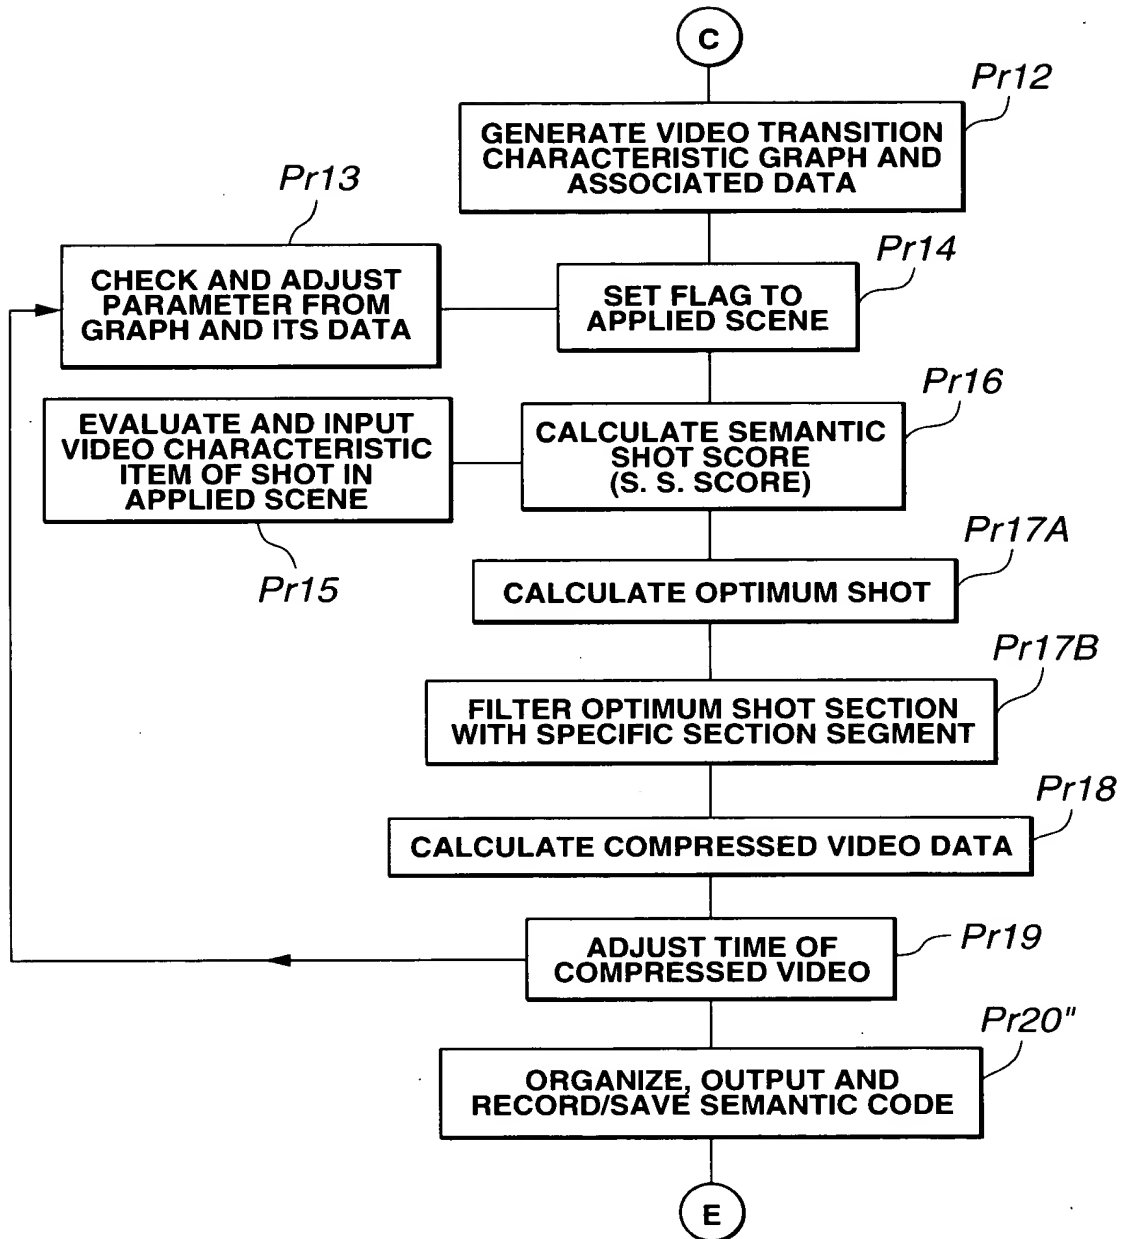 C
Pr12
GENERATE VIDEO TRANSITION
CHARACTERISTIC GRAPH AND
ASSOCIATED DATA
Pr13
CHECK AND ADJUST
PARAMETER FROM
GRAPH AND ITS DATA
Pr14
SET FLAG TO
APPLIED SCENE
Pr16
EVALUATE AND INPUT
VIDEO CHARACTERISTIC
ITEM OF SHOT IN
APPLIED SCENE
Pr15
CALCULATE SEMANTIC
SHOT SCORE
(S. S. SCORE)
Pr17A
CALCULATE OPTIMUM SHOT
Pr17B
FILTER OPTIMUM SHOT SECTION
WITH SPECIFIC SECTION SEGMENT
Pr18
CALCULATE COMPRESSED VIDEO DATA
Pr19
ADJUST TIME OF
COMPRESSED VIDEO
Pr20"
ORGANIZE, OUTPUT AND
RECORD/SAVE SEMANTIC CODE
E